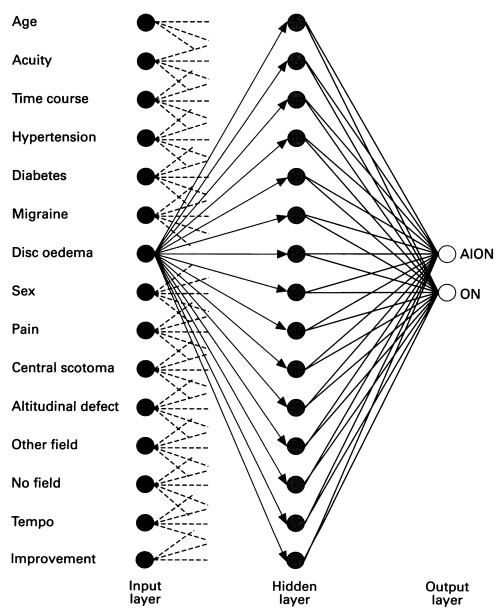 Age
Acuity
Time course
Hypertension
Diabetes
Migraine
Disc oedema
AION
Sex
ON
Pain
Central scotoma
Altitudinal defect
Other field
No field
Tempo
Improvement
Input
layer
Hidden
layer
Output
layer